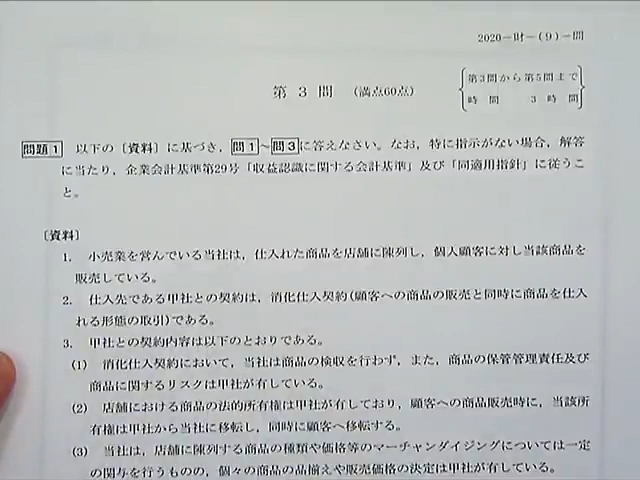 2020－財－(９)－問
第 3 問 （満点60点）
第3問から第5問まで
時 間 3 時 間
問題1 以下の〔資料〕に基づき，問1～問3に答えなさい。なお，特に指示がない場合，解答
に当たり，企業会計基準第29号「収益認識に関する会計基準」及び「同適用指針」に従うこ
と。
〔資料〕
1. 小売業を営んでいる当社は，仕入れた商品を店舗に陳列し，個人顧客に対し当該商品を
販売している。
2. 仕入先である甲社との契約は，消化仕入契約(顧客への商品の販売と同時に商品を仕入
れる形態の取引)である。
3. 甲社との契約内容は以下のとおりである。
(1) 消化仕入契約において，当社は商品の検収を行わず，また，商品の保管管理責任及び
商品に関するリスクは甲社が有している。
(2) 店舗における商品の法的所有権は甲社が有しており，顧客への商品販売時に，当該所
有権は甲社から当社に移転し，同時に顧客へ移転する。
(3) 当社は，店舗に陳列する商品の種類や価格等のマーチャンダイジングについては一定
の関与を行うものの，個々の商品の品揃えや販売価格の決定は甲社が有している。